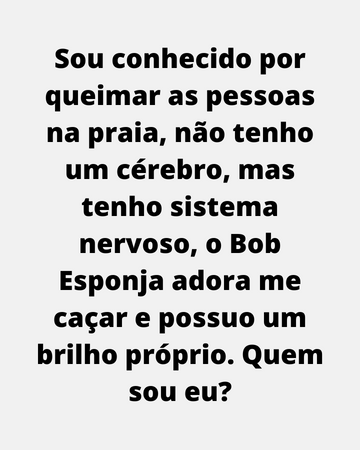 Sou conhecido por
queimar as pessoas
na praia, não tenho
um cérebro, mas
tenho sistema
nervoso, o Bob
Esponja adora me
caçar e possuo um
brilho próprio. Quem
sou eu?